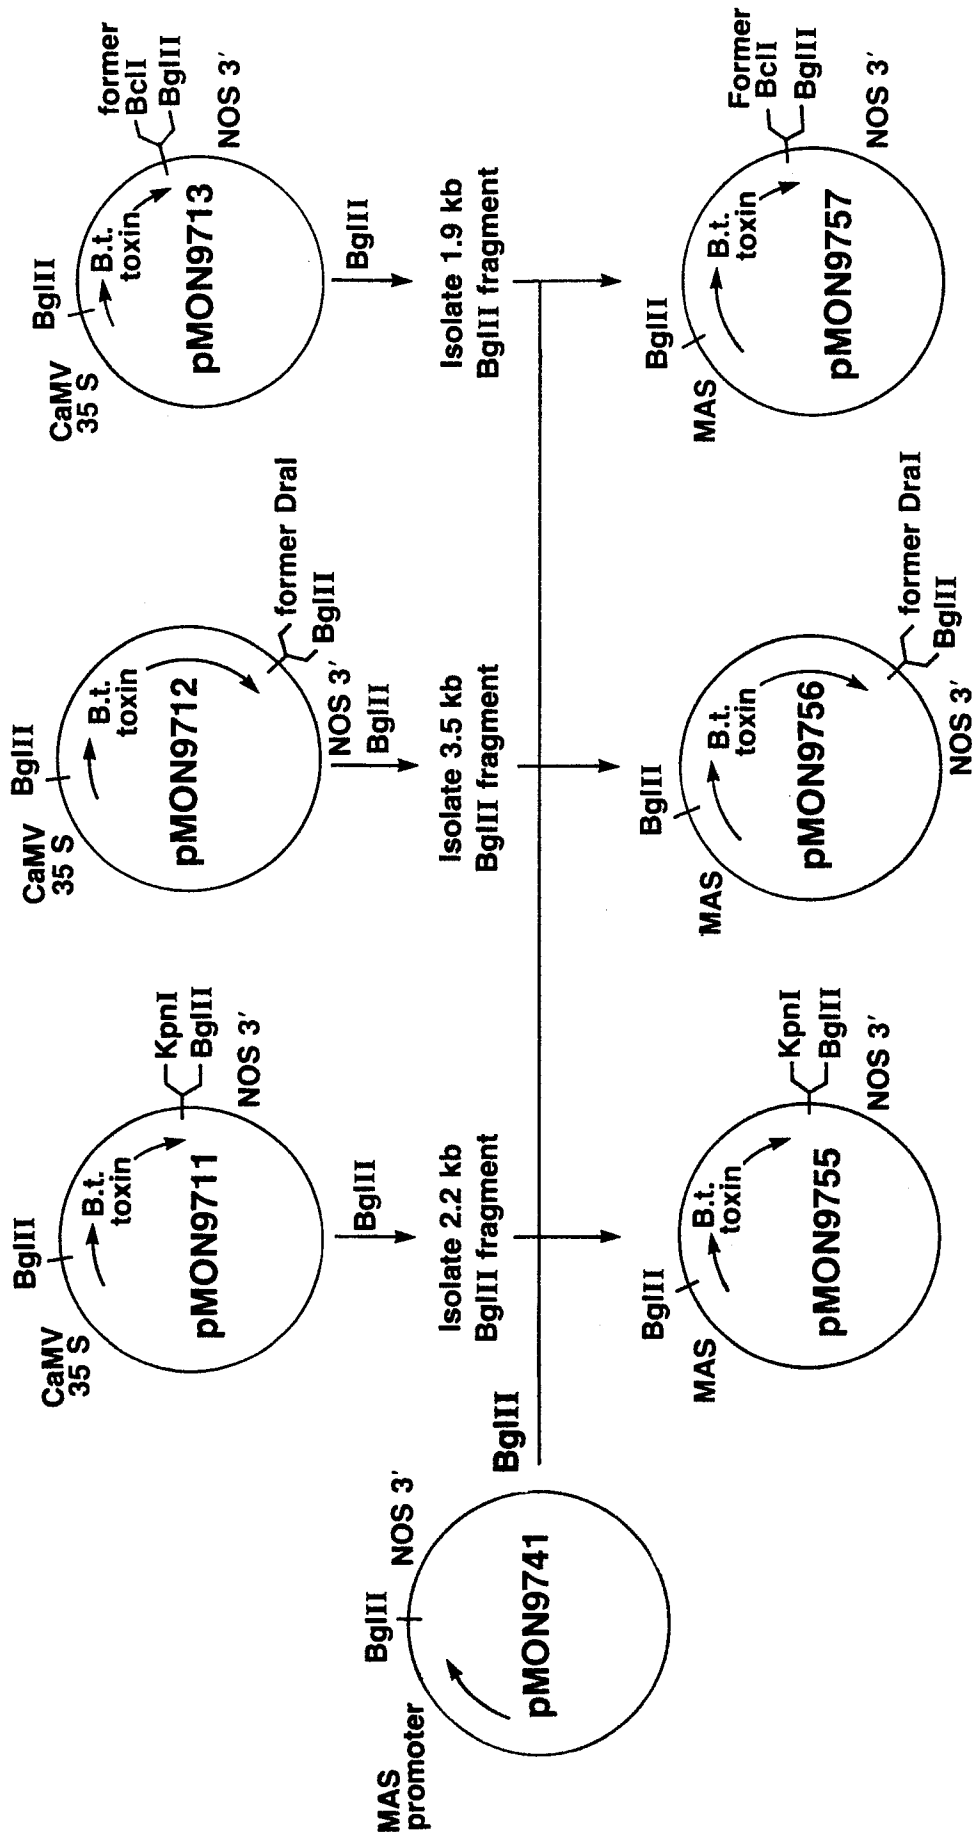 MAS
promoter
BglII
NOS 3′
pMON9741
BglII
CaMV
35 S
BglII
B.t.
toxin
KpnI
BglII
NOS 3′
pMON9711
BglII
Isolate 2.2 kb
BglII fragment
MAS
BglII
B.t.
toxin
KpnI
BglII
NOS 3′
pMON9755
CaMV
35 S
BglII
B.t.
toxin
former DraI
BglII
NOS 3′
pMON9712
BglII
Isolate 3.5 kb
BglII fragment
MAS
BglII
B.t.
toxin
former DraI
BglII
NOS 3′
pMON9756
CaMV
35 S
BglII
B.t.
toxin
former
BclI
BglII
NOS 3′
pMON9713
BglII
Isolate 1.9 kb
BglII fragment
MAS
BglII
B.t.
toxin
Former
BclI
BglII
NOS 3′
pMON9757